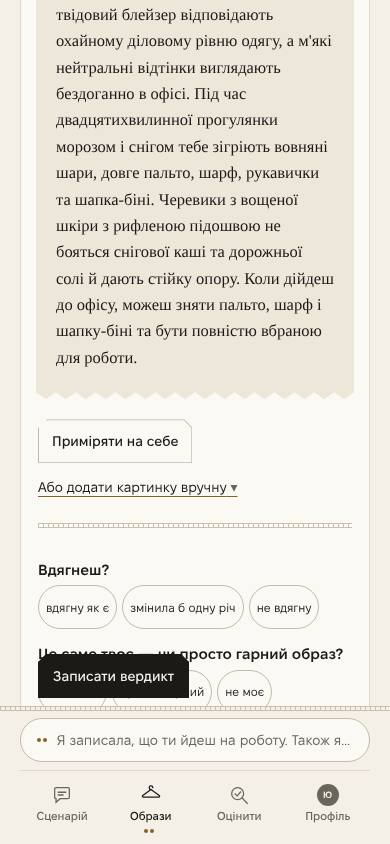 твідовий блейзер відповідають
охайному діловому рівню одягу, а м'які
нейтральні відтінки виглядають
бездоганно в офісі. Під час
двадцятихвилинної прогулянки
морозом і снігом тебе зігріють вовняні
шари, довге пальто, шарф, рукавички
та шапка-біні. Черевики з вощеної
шкіри з рифленою підошвою не
бояться снігової каші та дорожньої
солі й дають стійку опору. Коли дійдеш
до офісу, можеш зняти пальто, шарф і
шапку-біні та бути повністю вбраною
для роботи.
Приміряти на себе
Або додати картинку вручну ▾
Вдягнеш?
вдягну як є
змінила б одну річ
не вдягну
Це саме твоє — чи просто гарний образ?
Записати вердикт
ий
не моє
Я записала, що ти йдеш на роботу. Також я...
Сценарій
Образи
Оцінити
Ю
Профіль